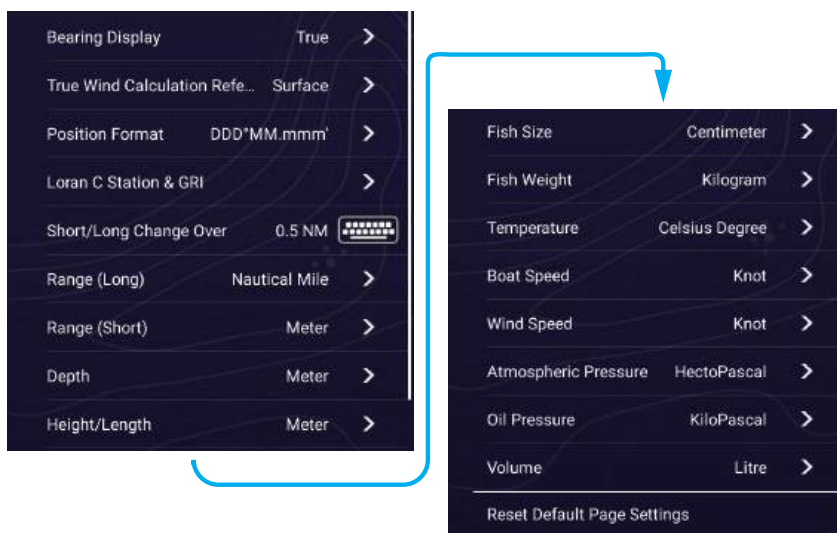 Bearing Display True
True Wind Calculation Refe... Surface
Position Format DDD°MM.mmm'
Loran C Station & GRI
Short/Long Change Over 0.5 NM
Range (Long) Nautical Mile
Range (Short) Meter
Depth Meter
Height/Length Meter
Fish Size Centimeter
Fish Weight Kilogram
Temperature Celsius Degree
Boat Speed Knot
Wind Speed Knot
Atmospheric Pressure HectoPascal
Oil Pressure KiloPascal
Volume Litre
Reset Default Page Settings